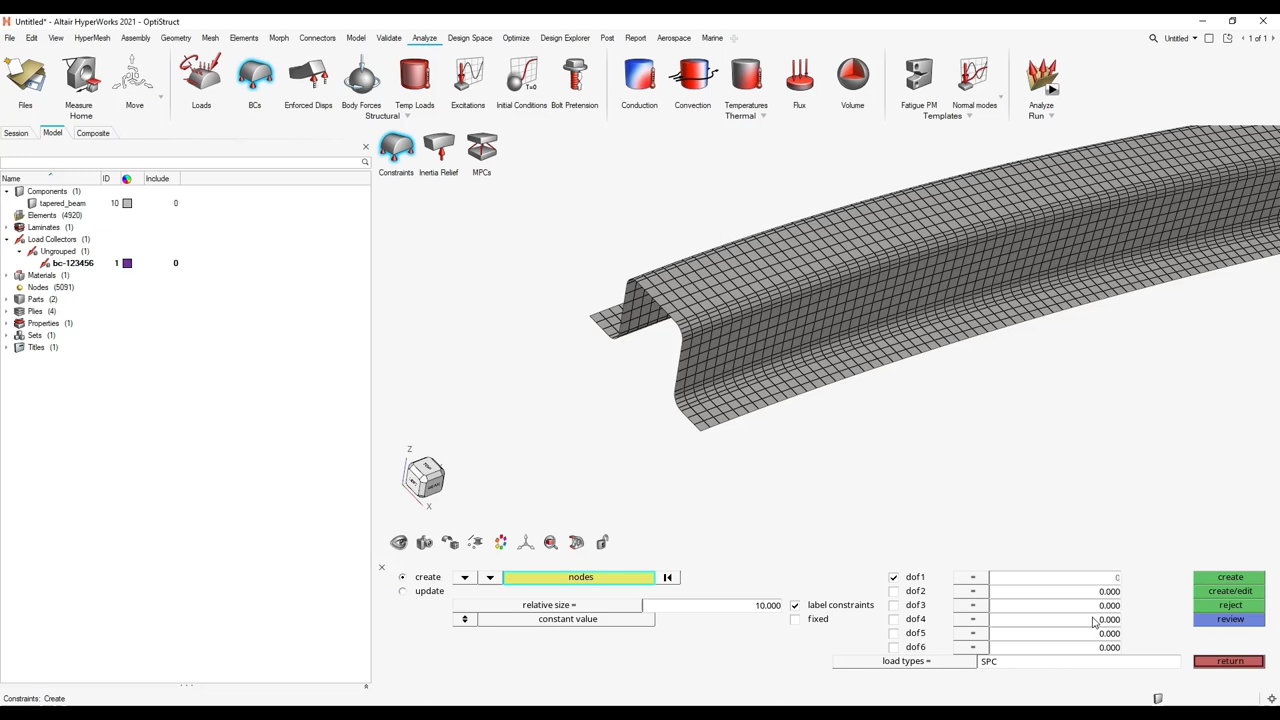 Untitled* - Altair HyperWorks 2021 - OptiStruct
File Edit View HyperMesh Assembly Geometry Mesh Elements Morph Connectors Model Validate Analyze Design Space Optimize Design Explorer Post Report Aerospace Marine Untitled 1 of 1
T=0
Files Measure Move Loads BCs Enforced Disps Body Forces Temp Loads Excitations Initial Conditions Bolt Pretension Conduction Convection Temperatures Flux Volume Fatigue PM Normal modes Analyze
Home Structural Thermal Templates Run
Session Model Composite
Constraints Inertia Relief MPCs
Name ID Include
Components (1)
tapered_beam 10 0
Elements (4920)
Laminates (1)
Load Collectors (1)
Ungrouped (1)
bc-123456 1 0
Materials (1)
Nodes (5091)
Parts (2)
Plies (4)
Properties (1)
Sets (1)
Titles (1)
Z
TOP
X
create nodes dof1 = 0 create
update dof2 = 0.000 create/edit
relative size = 10.000 label constraints dof3 = 0.000 reject
constant value fixed dof4 = 0.000 review
dof5 = 0.000
dof6 = 0.000
load types = SPC return
Constraints: Create